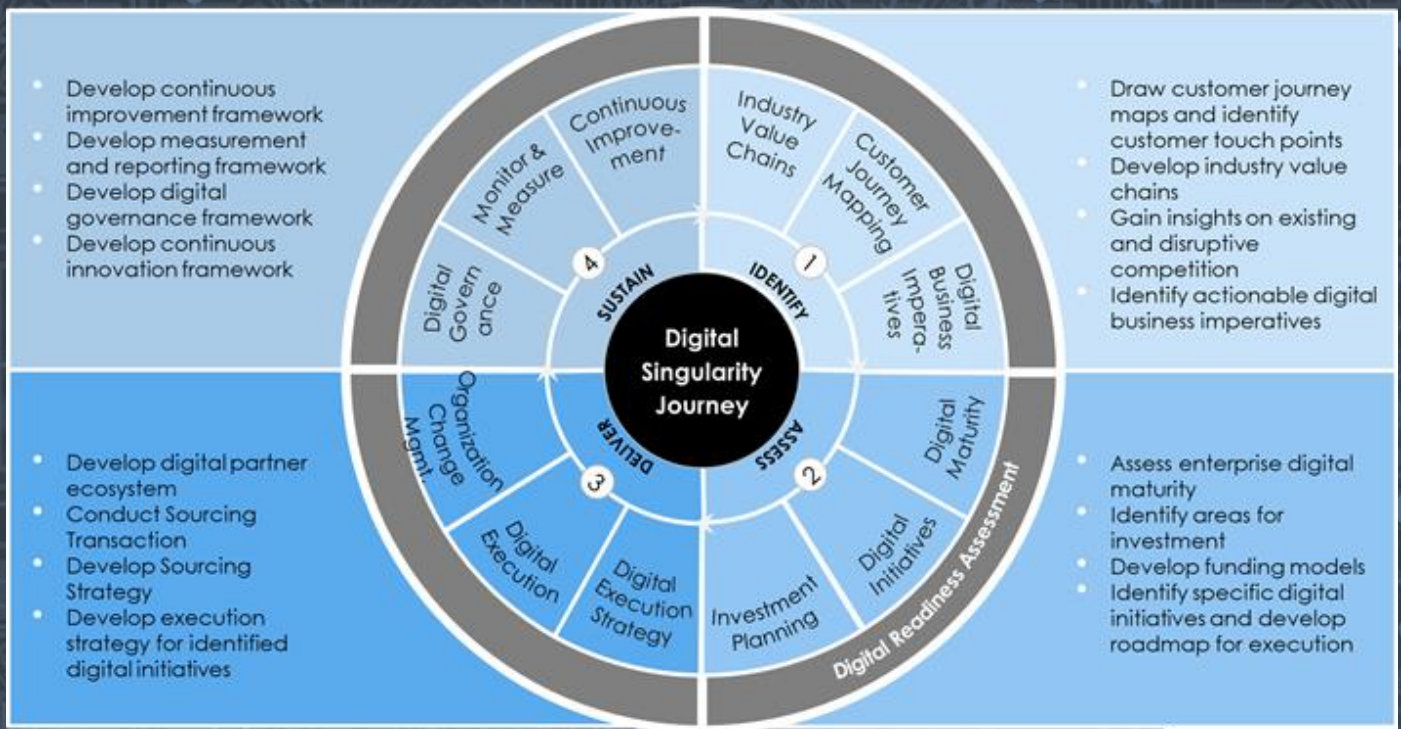 Develop continuous
improvement framework
Develop measurement
and reporting framework
Develop digital
governance framework
Develop continuous
innovation framework
Draw customer journey
maps and identify
customer touch points
Develop industry value
chains
Gain insights on existing
and disruptive
competition
Identify actionable digital
business imperatives
Industry
Value
Chains
Customer
Journey
Mapping
Digital
Business
Impera-
tives
1
IDENTIFY
Digital
Maturity
Digital
Initiatives
Investment
Planning
2
ASSESS
Digital Readiness Assessment
Digital
Execution
Strategy
Digital
Execution
Organization
Change
Mgmt.
3
DELIVER
Digital
Govern
ance
Monitor &
Measure
Continuous
Improve-
ment
4
SUSTAIN
Digital
Singularity
Journey
Develop digital partner
ecosystem
Conduct Sourcing
Transaction
Develop Sourcing
Strategy
Develop execution
strategy for identified
digital initiatives
Assess enterprise digital
maturity
Identify areas for
investment
Develop funding models
Identify specific digital
initiatives and develop
roadmap for execution